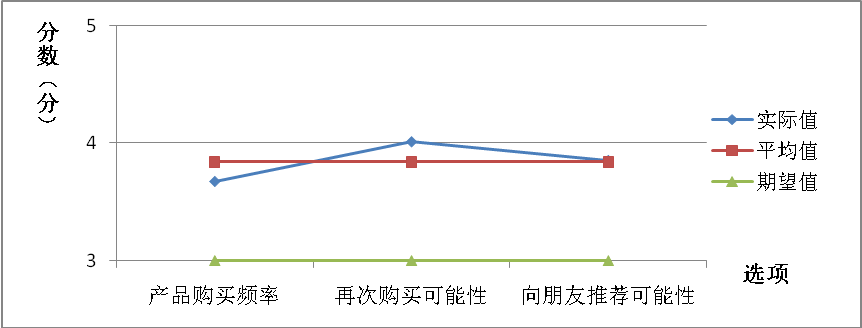 分数（分）
5
4
3
产品购买频率
再次购买可能性
向朋友推荐可能性
选项
实际值
平均值
期望值